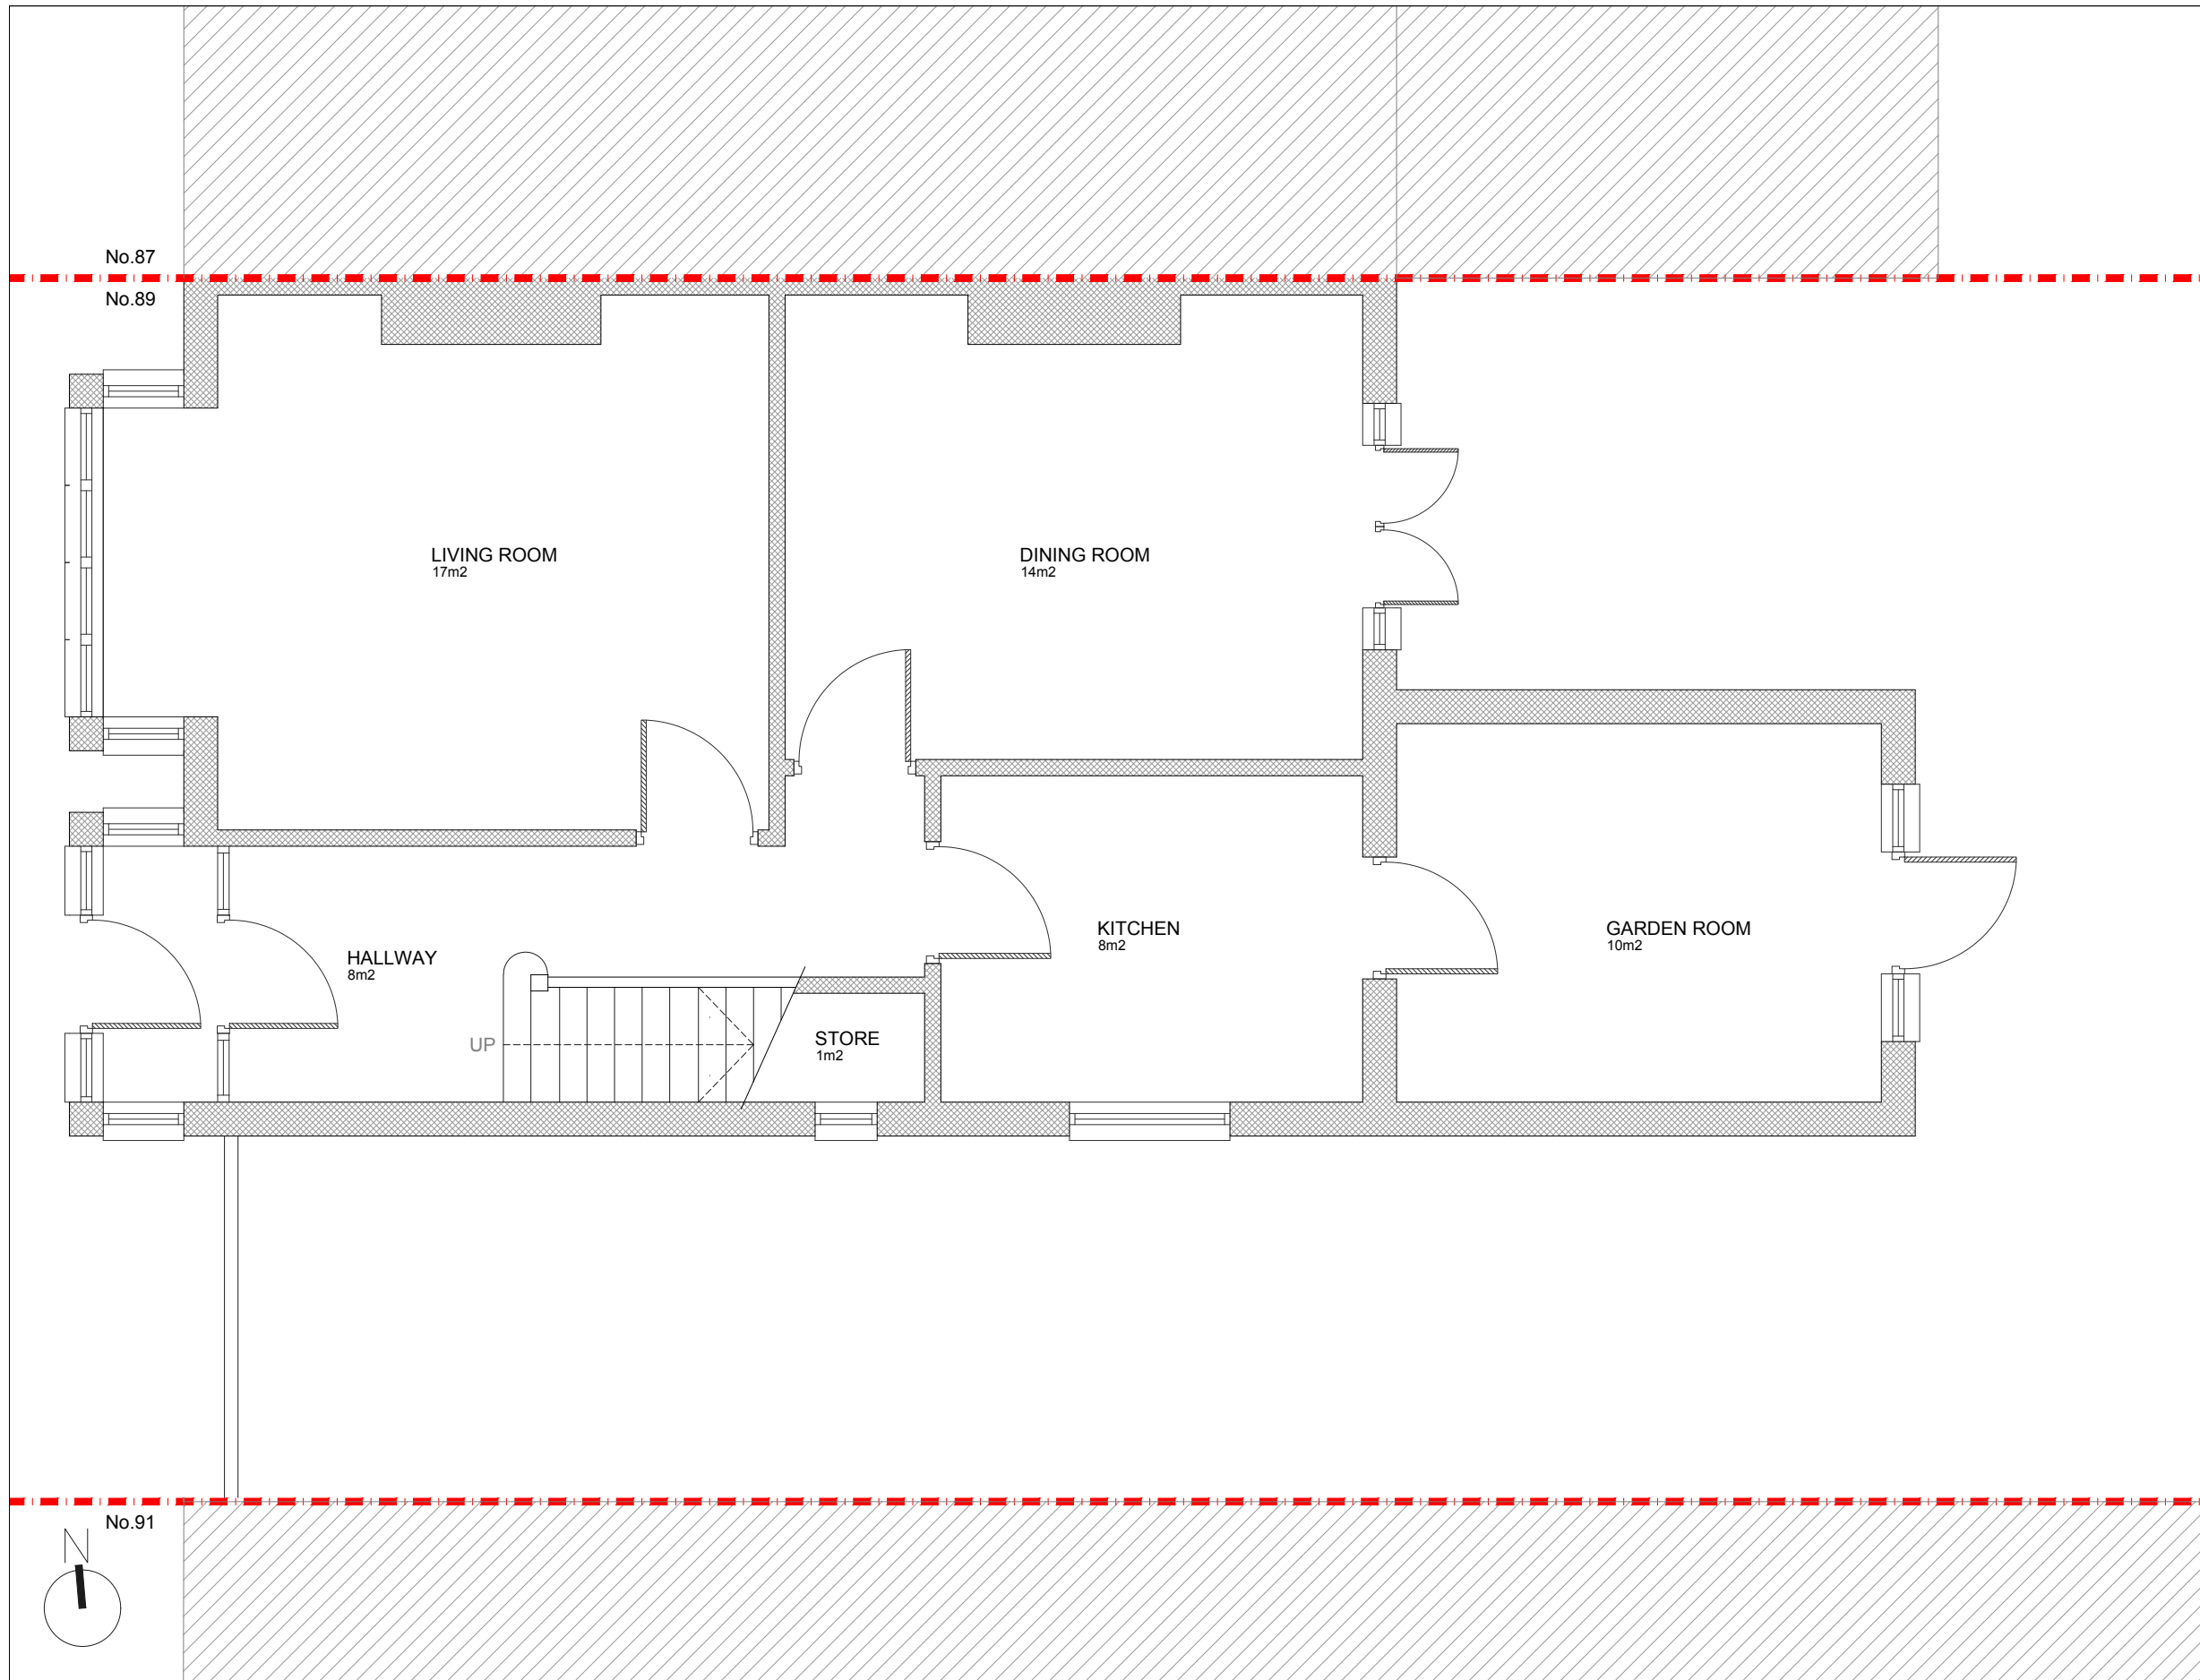 No.87
No.89
LIVING ROOM
17m2
DINING ROOM
14m2
HALLWAY
8m2
KITCHEN
8m2
GARDEN ROOM
10m2
UP
STORE
1m2
No.91
N